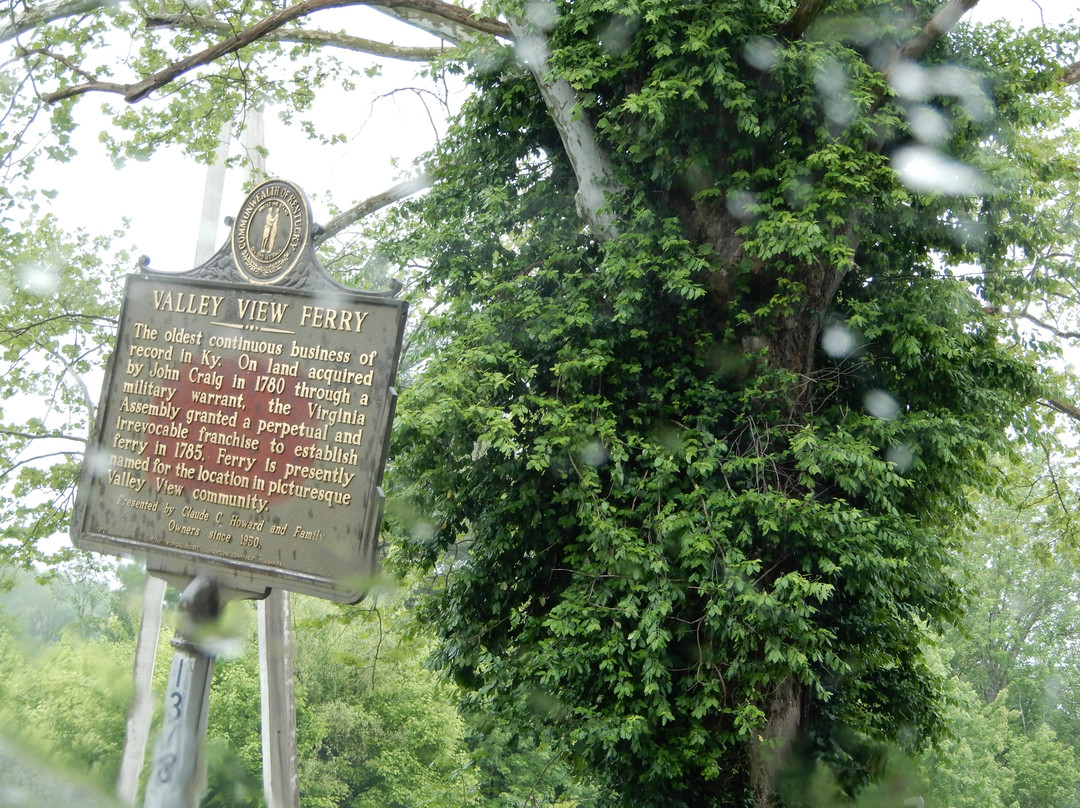 COMMONWEALTH OF KENTUCKY
VALLEY VIEW FERRY
The oldest continuous business of
record in Ky. On land acquired
by John Craig in 1780 through a
military warrant, the Virginia
Assembly granted a perpetual and
irrevocable franchise to establish
ferry in 1785. Ferry is presently
named for the location in picturesque
Valley View community.
Presented by Claude C. Howard and Family
Owners since 1950.
1378